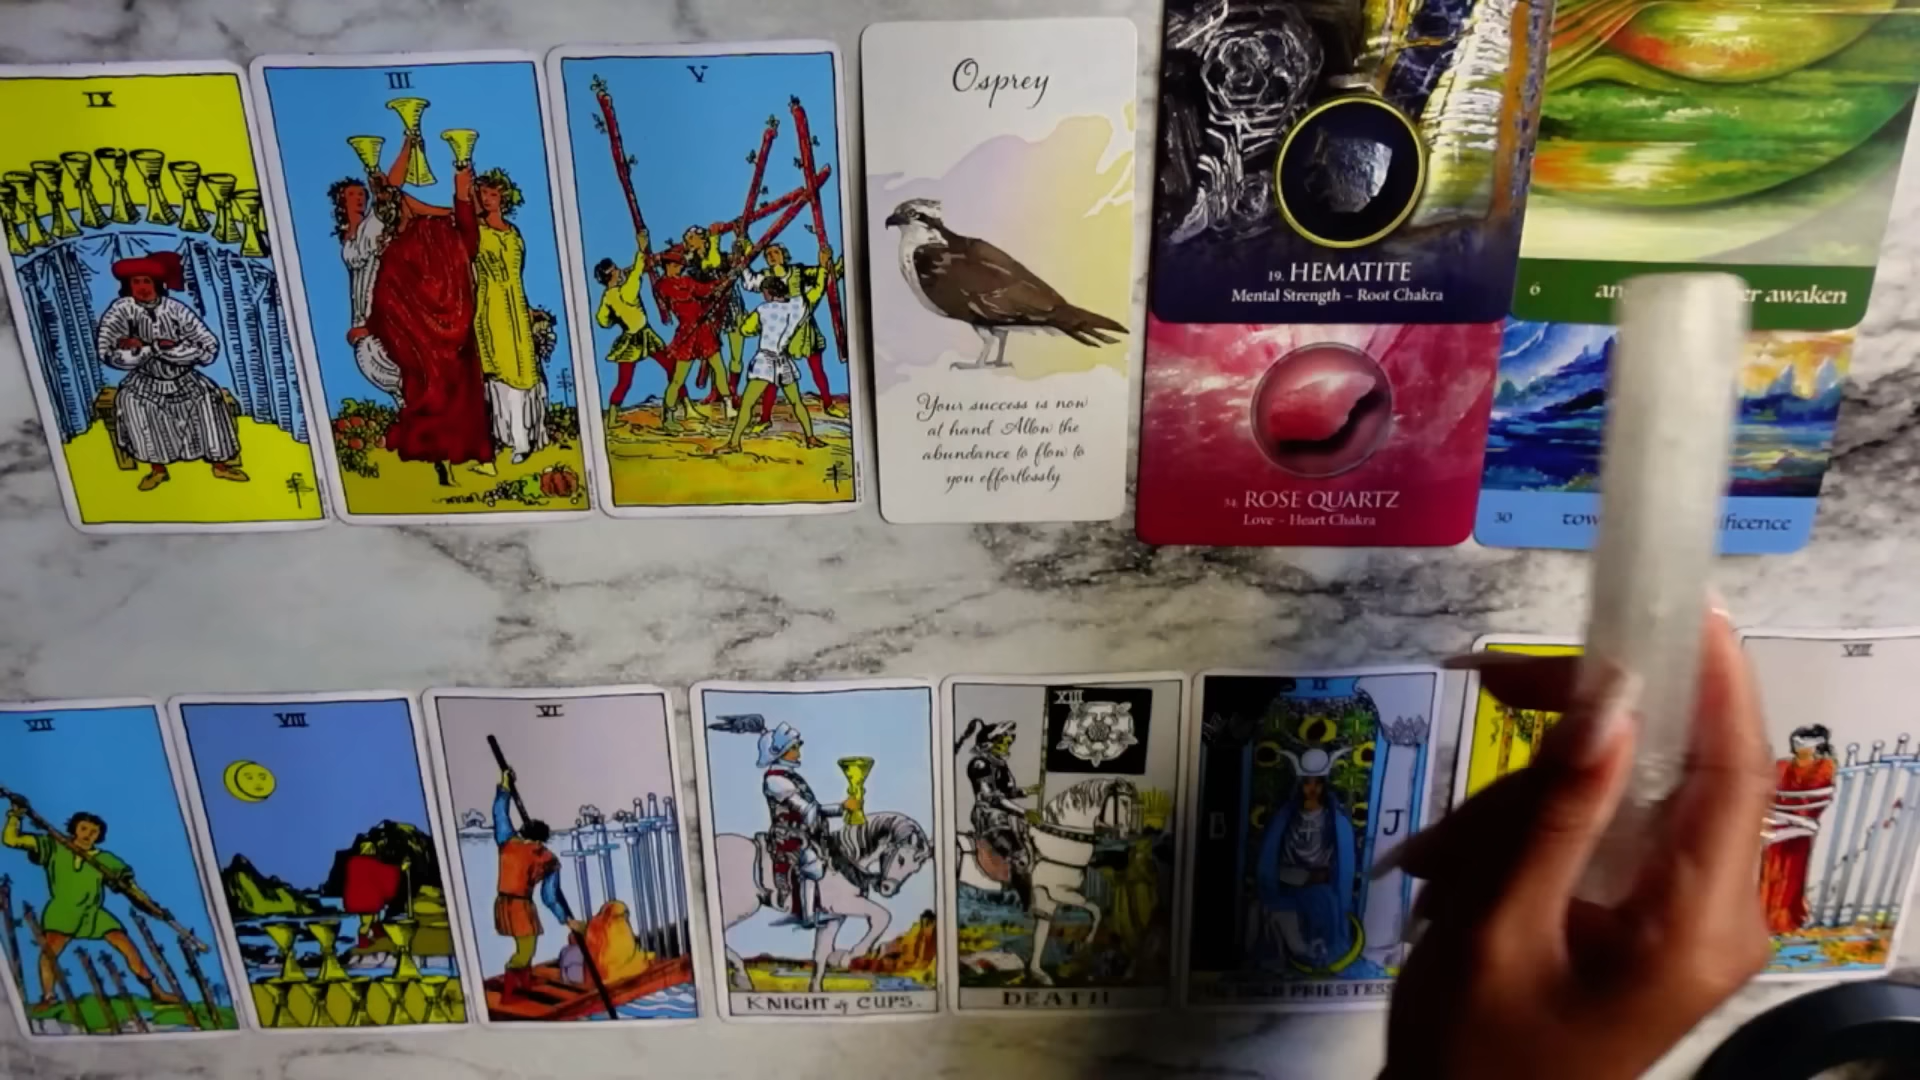 IX
III
V
Osprey
Your success is now
at hand. Allow the
abundance to flow to
you effortlessly
19. HEMATITE
Mental Strength – Root Chakra
6 awaken
34. ROSE QUARTZ
Love – Heart Chakra
30
VII
VIII
VI
KNIGHT of CUPS.
XIII
DEATH
II
J
PRIESTESS
VIII